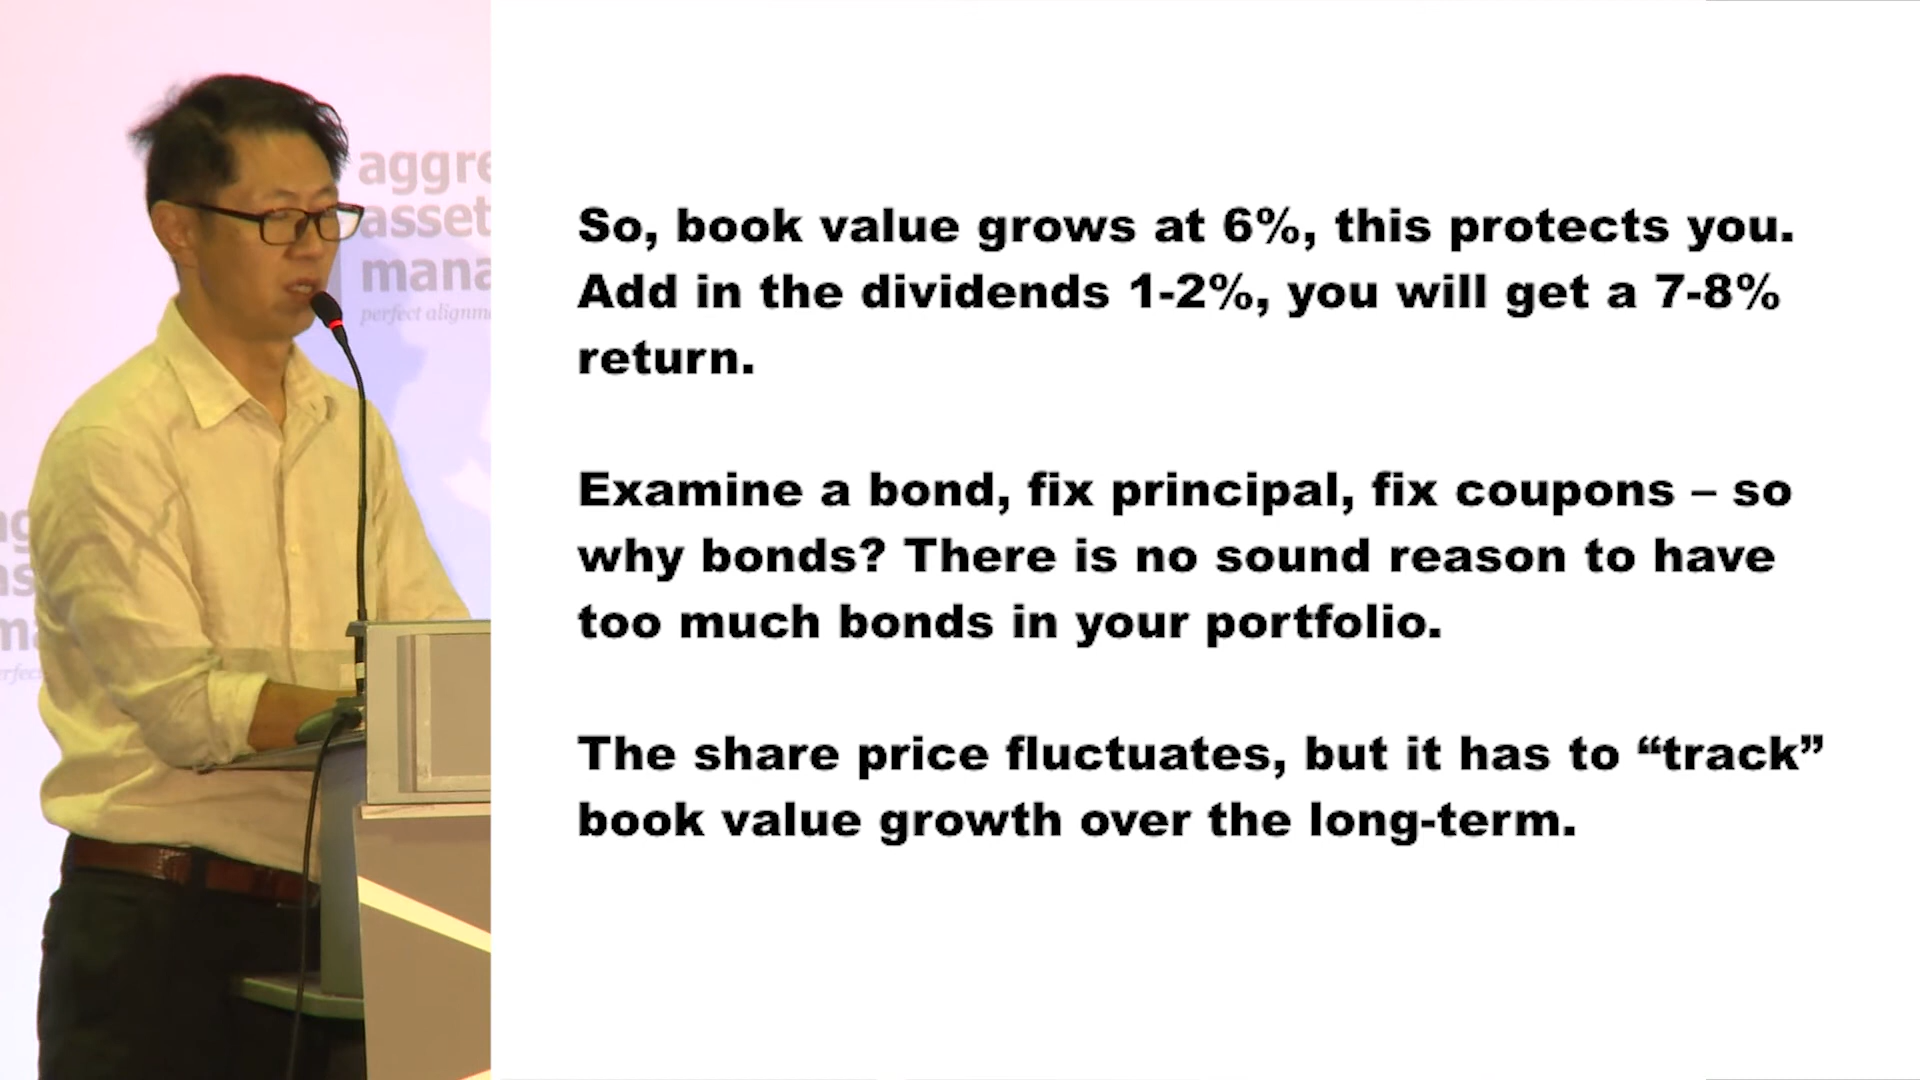 aggre
asset
mana
perfect alignm
So, book value grows at 6%, this protects you.
Add in the dividends 1-2%, you will get a 7-8%
return.
Examine a bond, fix principal, fix coupons – so
why bonds? There is no sound reason to have
too much bonds in your portfolio.
The share price fluctuates, but it has to “track”
book value growth over the long-term.